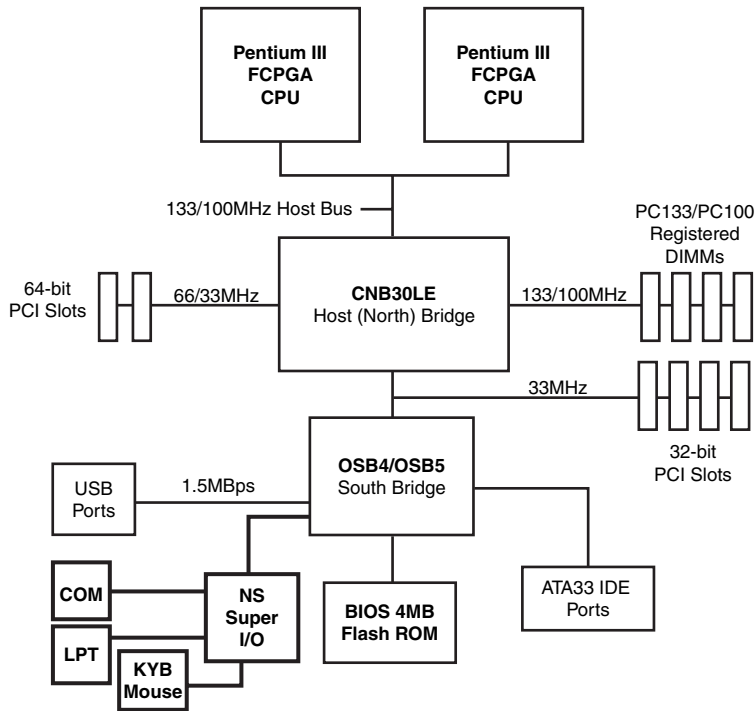 Pentium III
FCPGA
CPU
Pentium III
FCPGA
CPU
133/100MHz Host Bus
PC133/PC100
Registered
DIMMs
64-bit
PCI Slots
66/33MHz
CNB30LE
Host (North) Bridge
133/100MHz
33MHz
32-bit
PCI Slots
OSB4/OSB5
South Bridge
USB
Ports
1.5MBps
COM
LPT
KYB
Mouse
NS
Super
I/O
BIOS 4MB
Flash ROM
ATA33 IDE
Ports